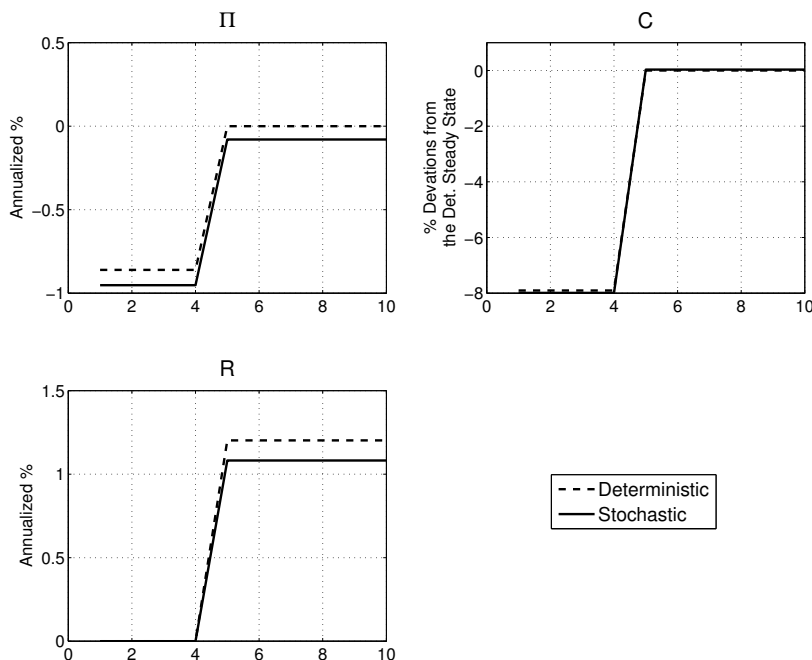 Π
0.5
0
−0.5
−1
Annualized %
0 2 4 6 8 10
C
0
−2
−4
−6
−8
% Devations from
the Det. Steady State
0 2 4 6 8 10
R
1.5
1
0.5
0
Annualized %
0 2 4 6 8 10
Deterministic
Stochastic